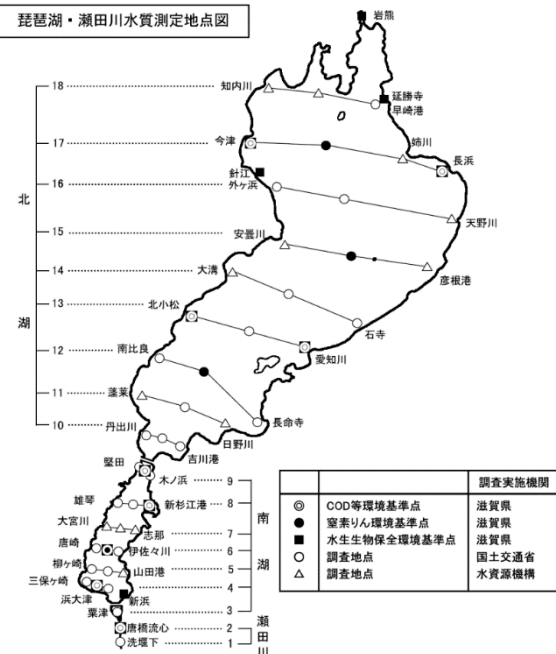 琵琶湖・瀬田川水質測定地点図
岩熊
18
知内川
延勝寺
早崎港
17
今津
姉川
長浜
針江
16
外ヶ浜
天野川
北
湖
15
安曇川
14
大溝
彦根港
13
北小松
石寺
12
南比良
愛知川
11
蓬莱
長命寺
10
丹出川
日野川
吉川港
堅田
木ノ浜
9
雄琴
新杉江港
8
大宮川
志那
7
南
湖
唐崎
伊佐々川
6
柳ヶ崎
山田港
5
三保ヶ崎
4
浜大津
新浜
粟津
3
唐橋流心
2
洗堰下
1
瀬田川
調査実施機関
◎ COD等環境基準点 滋賀県
● 窒素りん環境基準点 滋賀県
■ 水生生物保全環境基準点 滋賀県
○ 調査地点 国土交通省
△ 調査地点 水資源機構